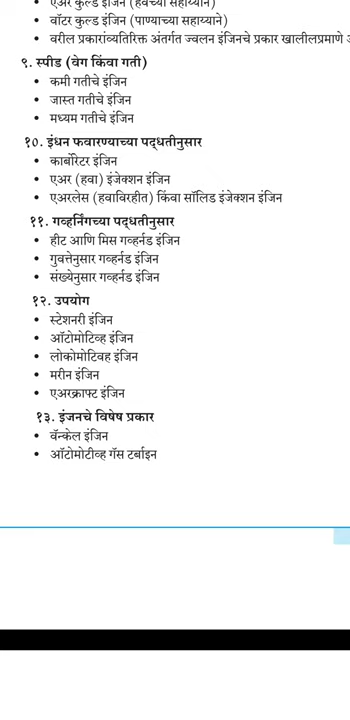 • एअर कुल्ड इंजिन (हवेच्या सहाय्याने)
• वॉटर कुल्ड इंजिन (पाण्याच्या सहाय्याने)
• वरील प्रकारांव्यतिरिक्त अंतर्गत ज्वलन इंजिनचे प्रकार खालीलप्रमाणे
९. स्पीड (वेग किंवा गती)
• कमी गतीचे इंजिन
• जास्त गतीचे इंजिन
• मध्यम गतीचे इंजिन
१०. इंधन फवारण्याच्या पद्धतीनुसार
• कार्बोरेटर इंजिन
• एअर (हवा) इंजेक्शन इंजिन
• एअरलेस (हवाविरहीत) किंवा सॉलिड इंजेक्शन इंजिन
११. गव्हर्निंगच्या पद्धतीनुसार
• हीट आणि मिस गव्हर्नड इंजिन
• गुवत्तेनुसार गव्हर्नड इंजिन
• संख्येनुसार गव्हर्नड इंजिन
१२. उपयोग
• स्टेशनरी इंजिन
• ऑटोमोटिव्ह इंजिन
• लोकोमोटिवह इंजिन
• मरीन इंजिन
• एअरक्राफ्ट इंजिन
१३. इंजनचे विषेष प्रकार
• वॅन्केल इंजिन
• ऑटोमोटीव्ह गॅस टर्बाइन